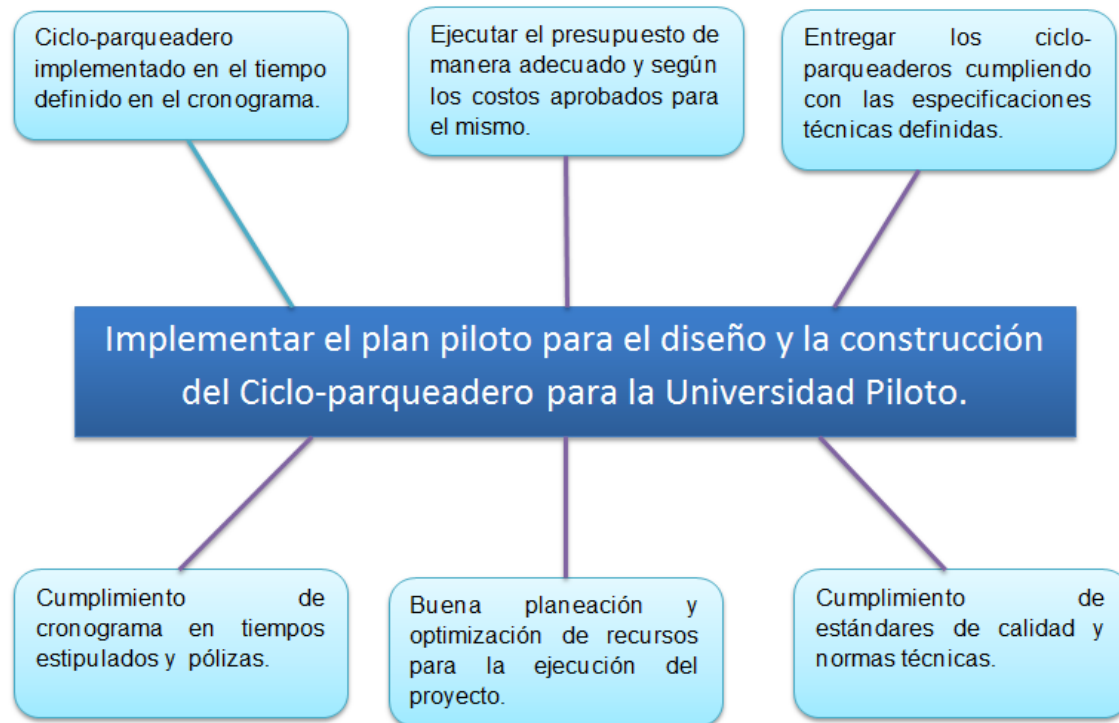 Ciclo-parqueadero
implementado en el tiempo
definido en el cronograma.
Ejecutar el presupuesto de
manera adecuado y según
los costos aprobados para
el mismo.
Entregar los ciclo-
parqueaderos cumpliendo
con las especificaciones
técnicas definidas.
Implementar el plan piloto para el diseño y la construcción
del Ciclo-parqueadero para la Universidad Piloto.
Cumplimiento de
cronograma en tiempos
estipulados y pólizas.
Buena planeación y
optimización de recursos
para la ejecución del
proyecto.
Cumplimiento de
estándares de calidad y
normas técnicas.